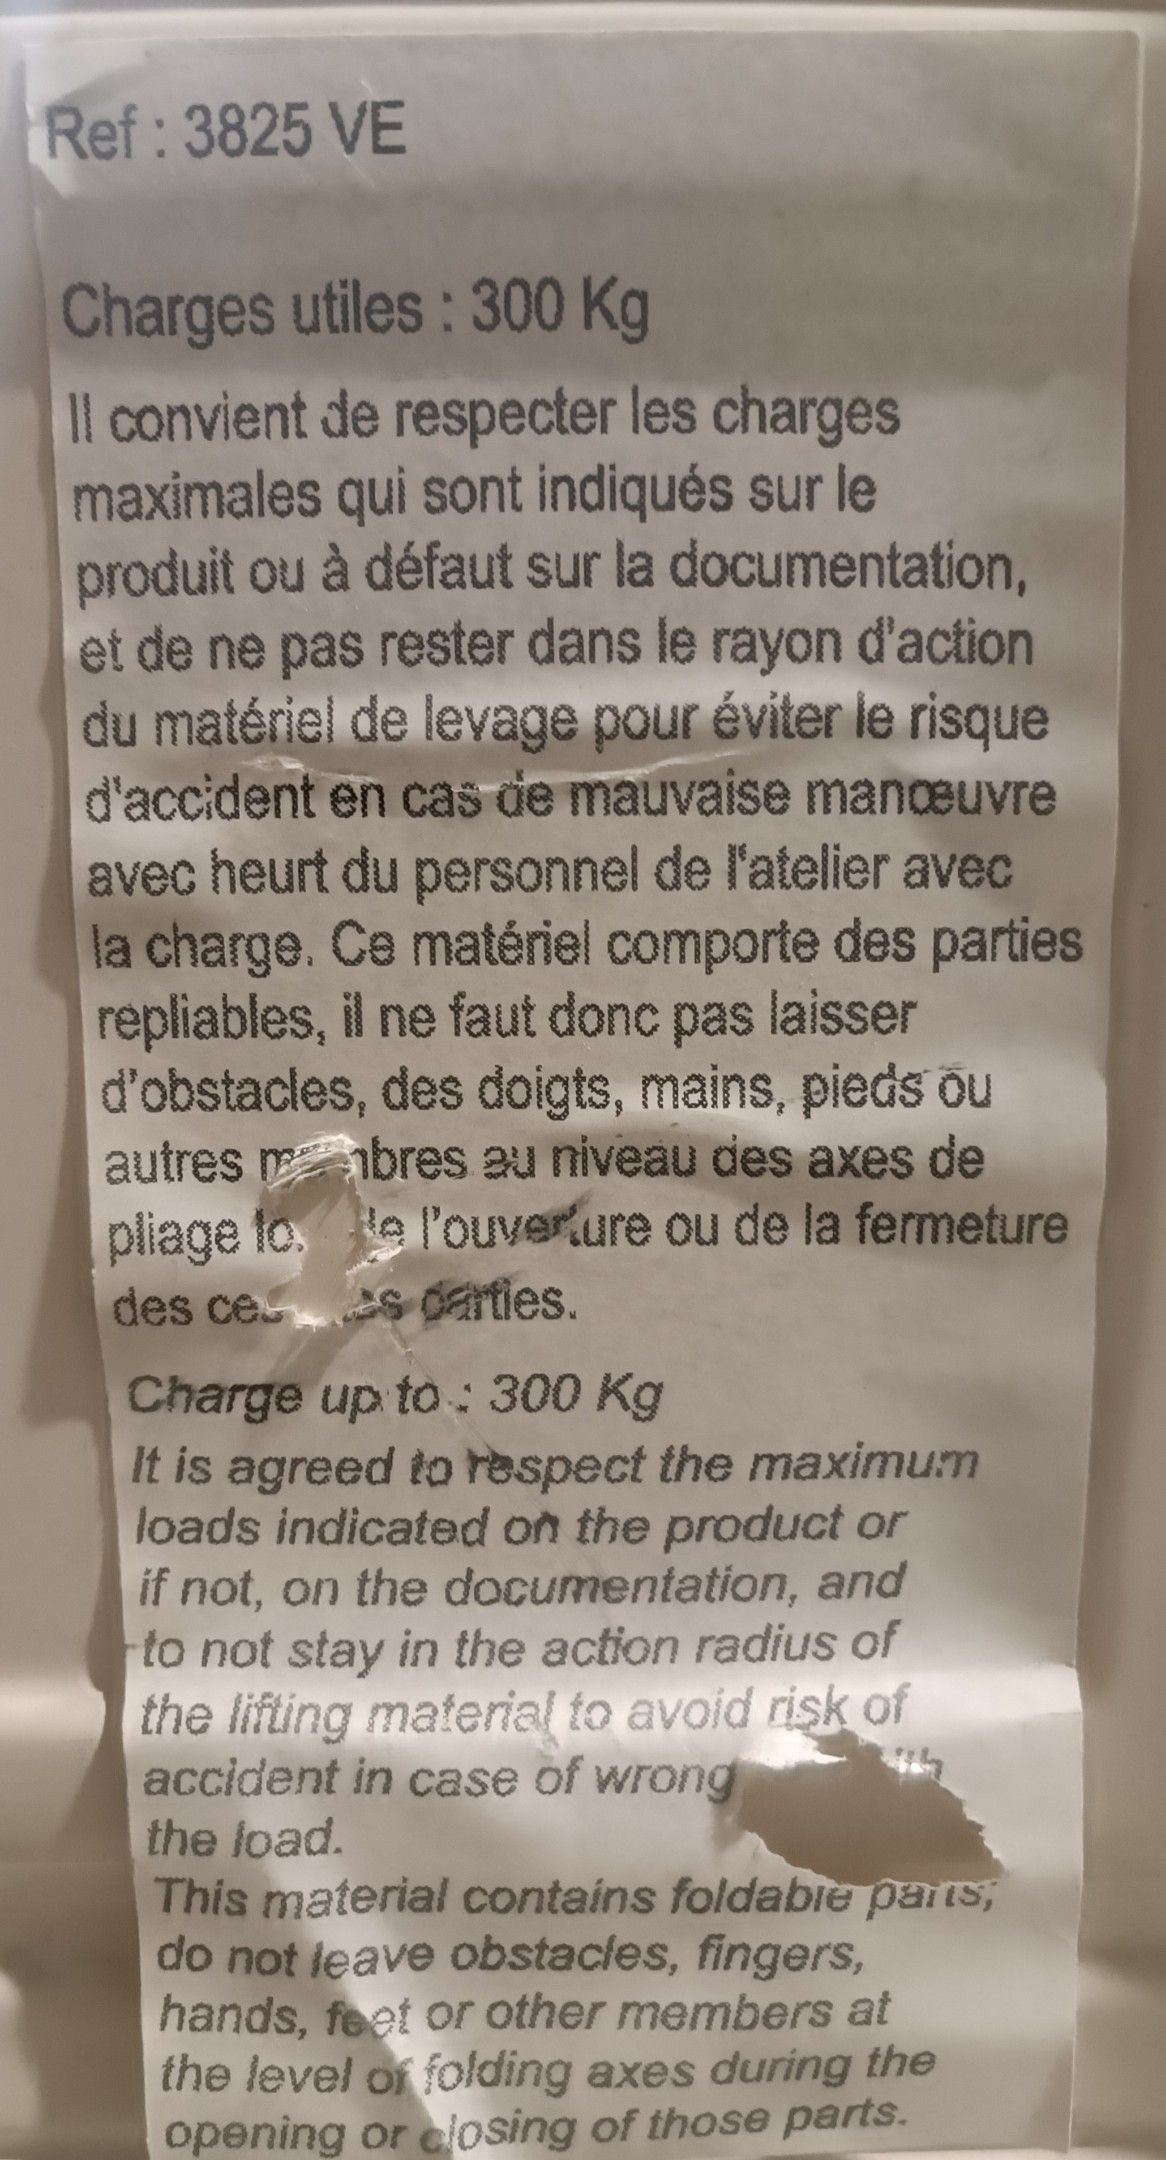 Ref : 3825 VE
Charges utiles : 300 Kg
Il convient de respecter les charges
maximales qui sont indiqués sur le
produit ou à défaut sur la documentation,
et de ne pas rester dans le rayon d'action
du matériel de levage pour éviter le risque
d'accident en cas de mauvaise manœuvre
avec heurt du personnel de l'atelier avec
la charge. Ce matériel comporte des parties
repliables, il ne faut donc pas laisser
d'obstacles, des doigts, mains, pieds ou
autres membres au niveau des axes de
pliage de l'ouverture ou de la fermeture
des parties.
Charge up to : 300 Kg
It is agreed to respect the maximum
loads indicated on the product or
if not, on the documentation, and
to not stay in the action radius of
the lifting material to avoid risk of
accident in case of wrong
the load.
This material contains foldable parts,
do not leave obstacles, fingers,
hands, feet or other members at
the level of folding axes during the
opening or closing of those parts.